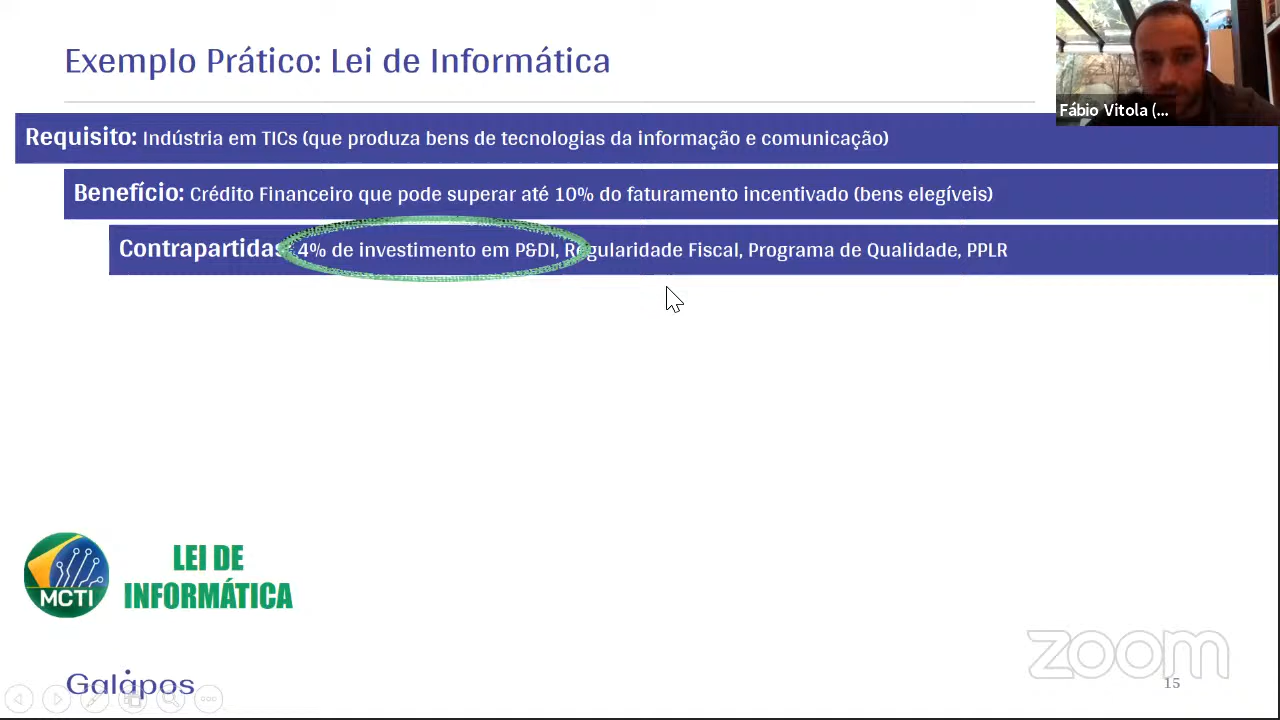 Exemplo Prático: Lei de Informática
Fábio Vitola (...
Requisito: Indústria em TICs (que produza bens de tecnologias da informação e comunicação)
Benefício: Crédito Financeiro que pode superar até 10% do faturamento incentivado (bens elegíveis)
Contrapartidas: 4% de investimento em P&DI, Regularidade Fiscal, Programa de Qualidade, PPLR
MCTI
LEI DE
INFORMÁTICA
zoom
Galápos
15